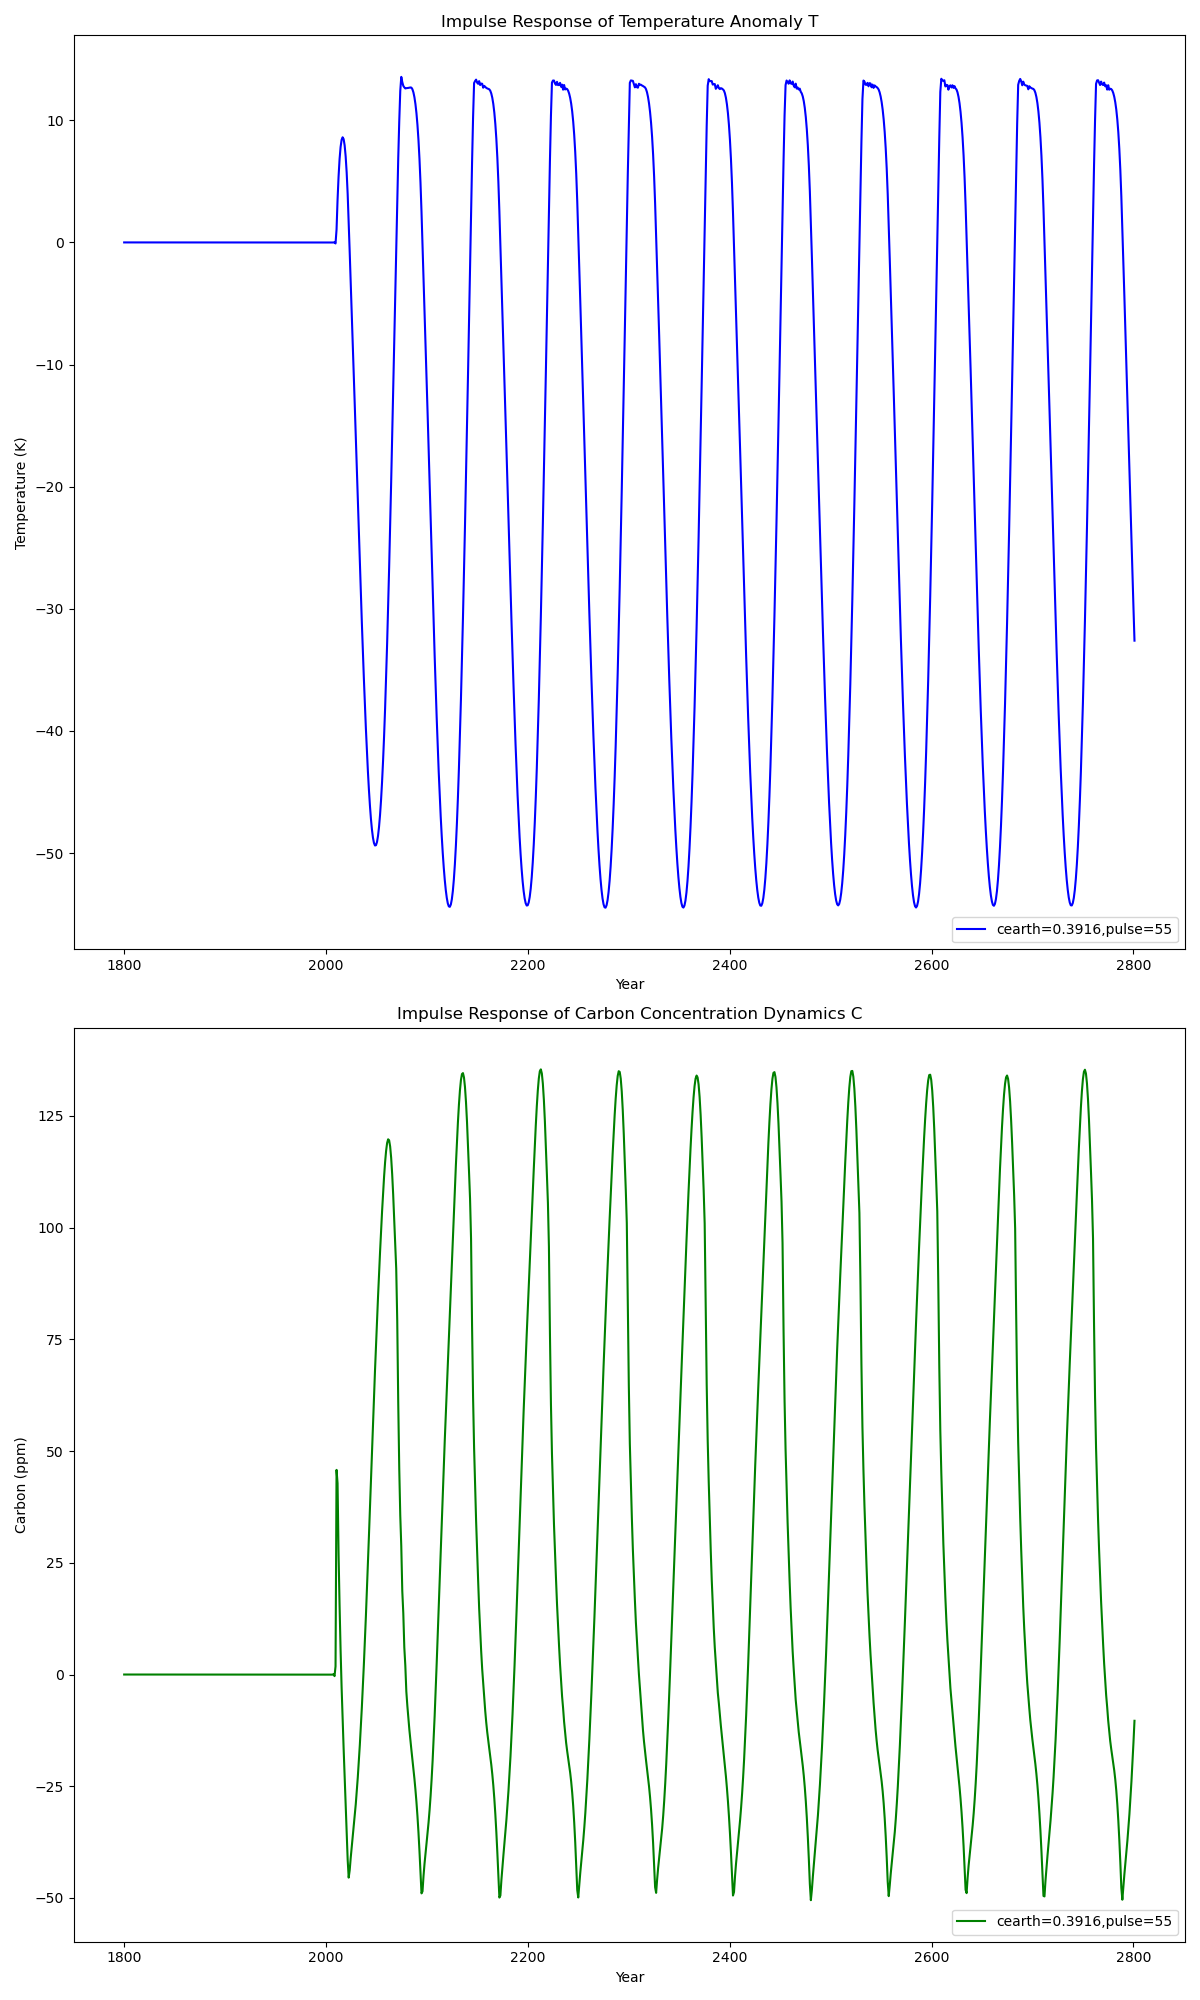 Impulse Response of Temperature Anomaly T
10
0
−10
−20
−30
−40
−50
Temperature (K)
cearth=0.3916,pulse=55
1800 2000 2200 2400 2600 2800
Year
Impulse Response of Carbon Concentration Dynamics C
125
100
75
50
25
0
−25
−50
Carbon (ppm)
cearth=0.3916,pulse=55
1800 2000 2200 2400 2600 2800
Year